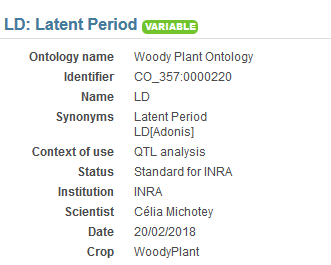 LD: Latent Period VARIABLE
Ontology name Woody Plant Ontology
Identifier CO_357:0000220
Name LD
Synonyms Latent Period
LD[Adonis]
Context of use QTL analysis
Status Standard for INRA
Institution INRA
Scientist Célia Michotey
Date 20/02/2018
Crop WoodyPlant